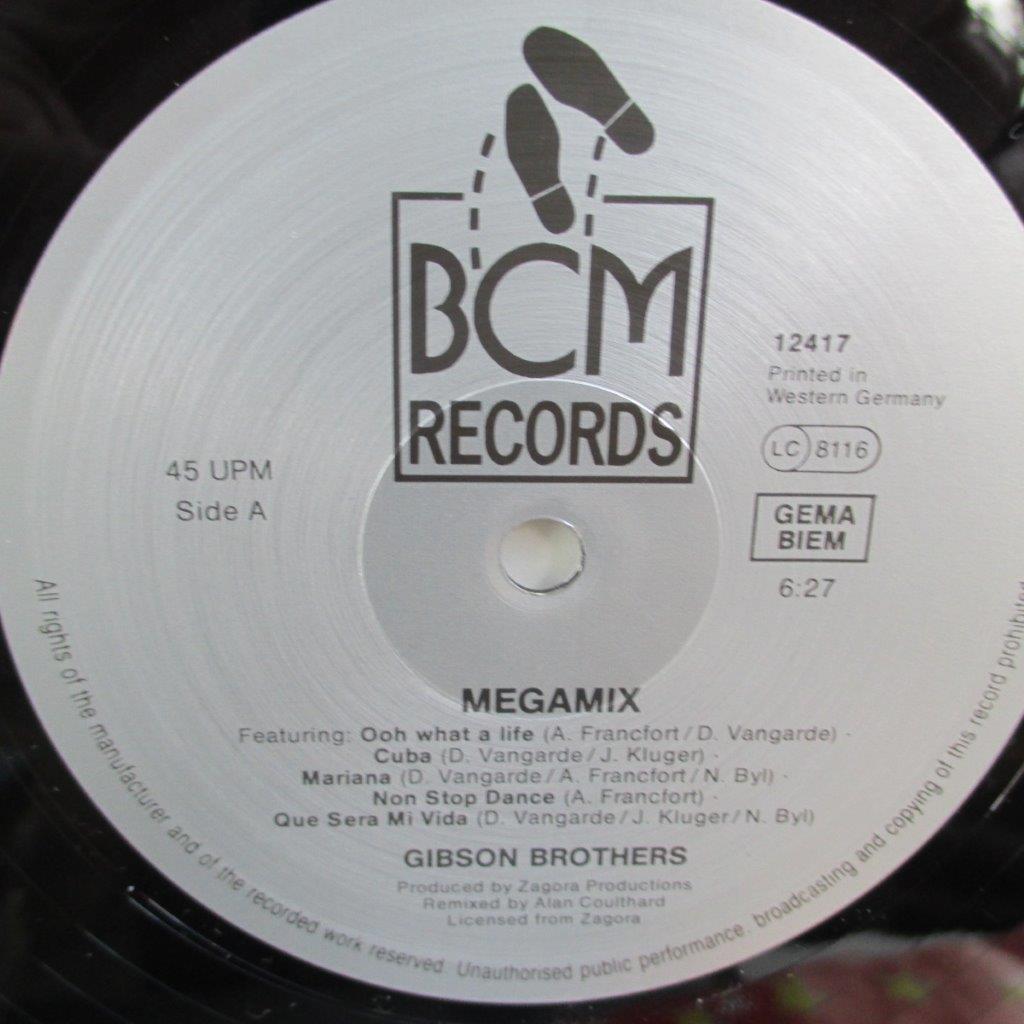 BCM
RECORDS
12417
Printed in
Western Germany
LC 8116
GEMA
BIEM
6:27
45 UPM
Side A
MEGAMIX
Featuring: Ooh what a life (A. Francfort/D. Vangarde) ·
Cuba (D. Vangarde/J. Kluger) ·
Mariana (D. Vangarde/A. Francfort/N. Byl) ·
Non Stop Dance (A. Francfort) ·
Que Sera Mi Vida (D. Vangarde/J. Kluger/N. Byl)
GIBSON BROTHERS
Produced by Zagora Productions
Remixed by Alan Coulthard
Licensed from Zagora
All rights of the manufacturer and of the recorded work reserved. Unauthorised public performance, broadcasting and copying of this record prohibited